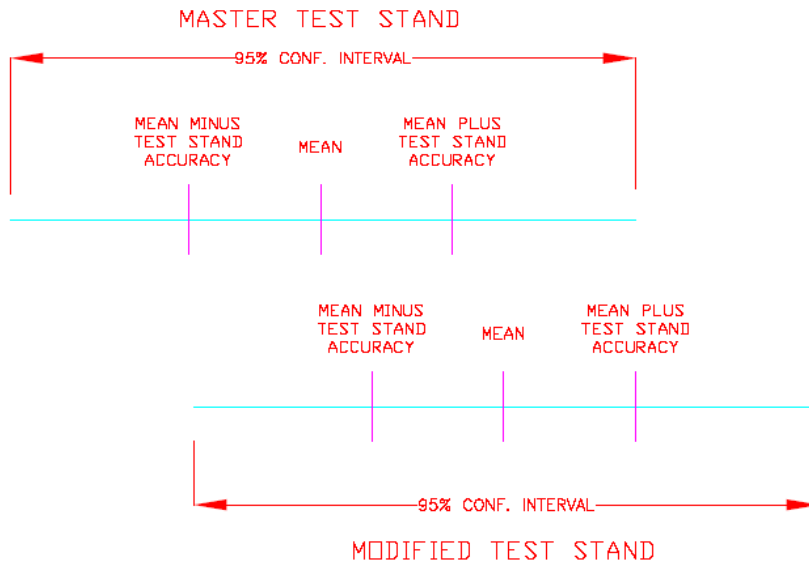 MASTER TEST STAND
95% CONF. INTERVAL
MEAN MINUS
TEST STAND
ACCURACY
MEAN
MEAN PLUS
TEST STAND
ACCURACY
MEAN MINUS
TEST STAND
ACCURACY
MEAN
MEAN PLUS
TEST STAND
ACCURACY
95% CONF. INTERVAL
MODIFIED TEST STAND